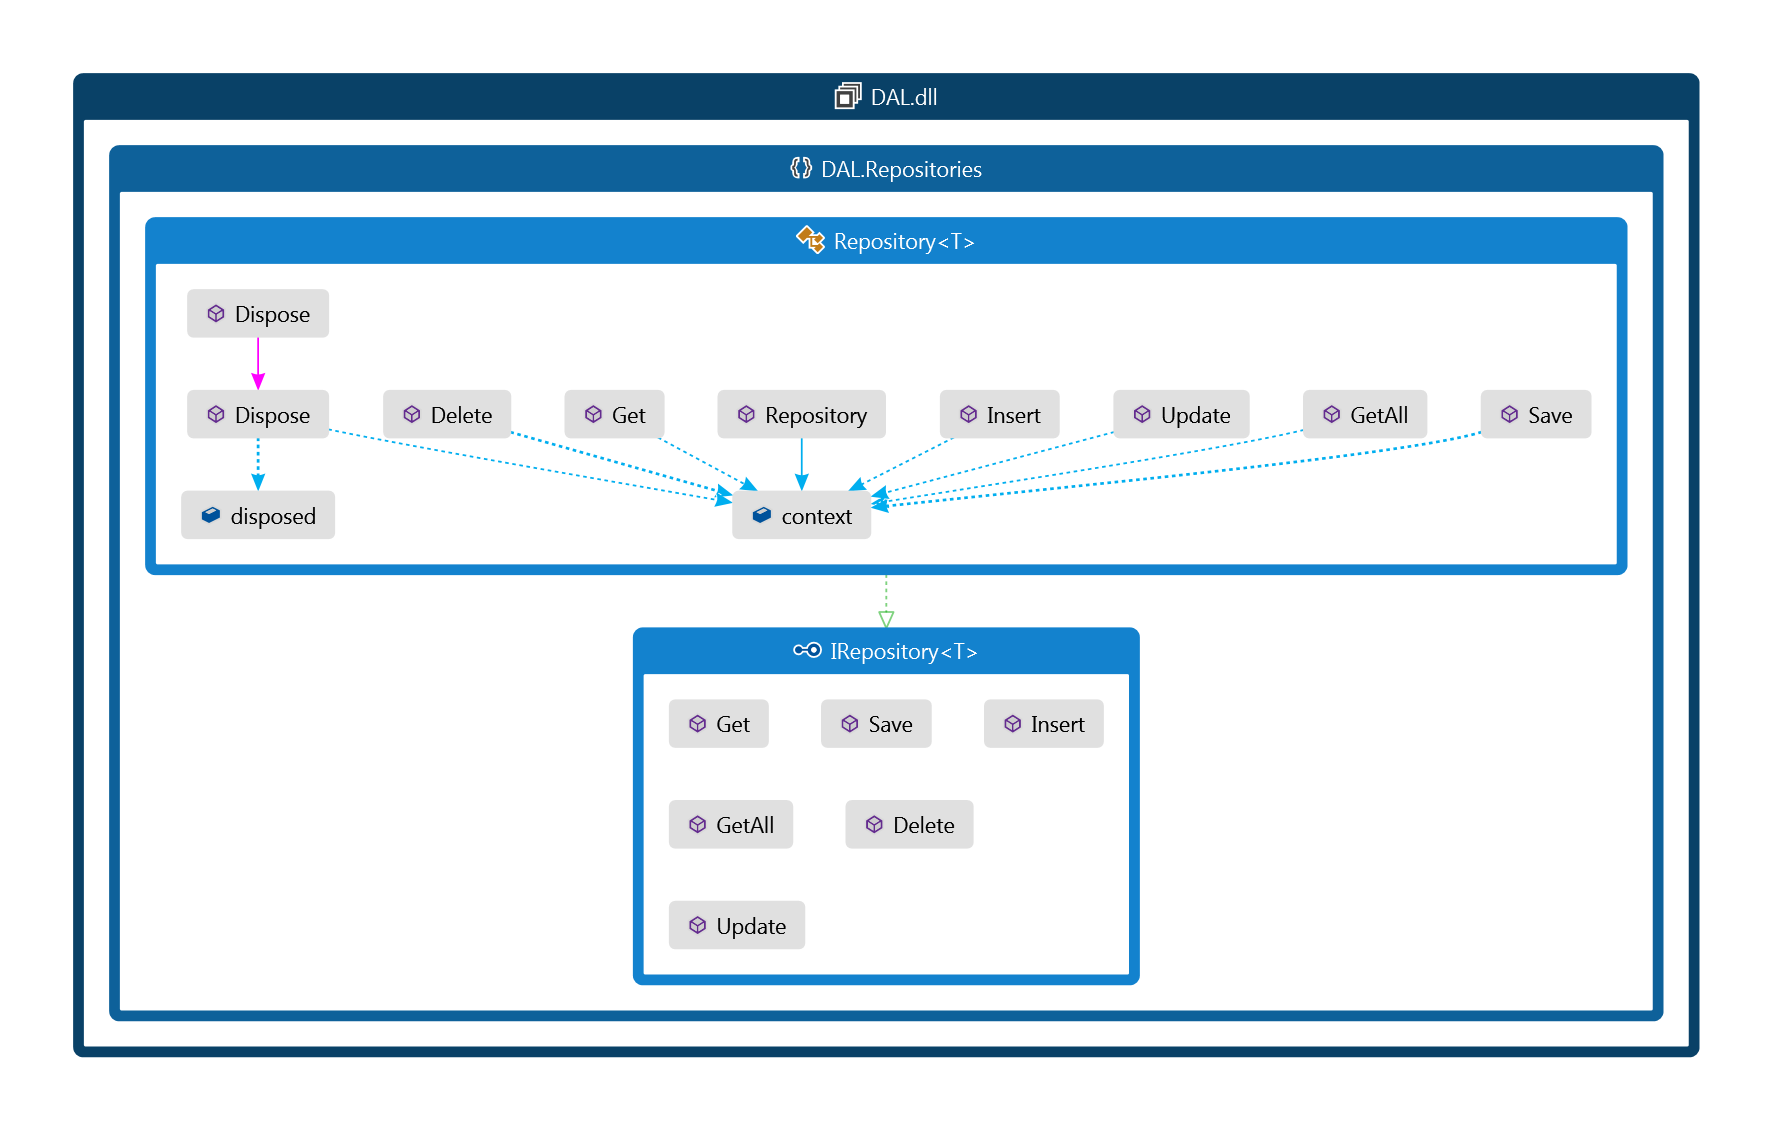 DAL.dll
DAL.Repositories
Repository<T>
Dispose
Dispose Delete Get Repository Insert Update GetAll Save
disposed context
IRepository<T>
Get Save Insert
GetAll Delete
Update